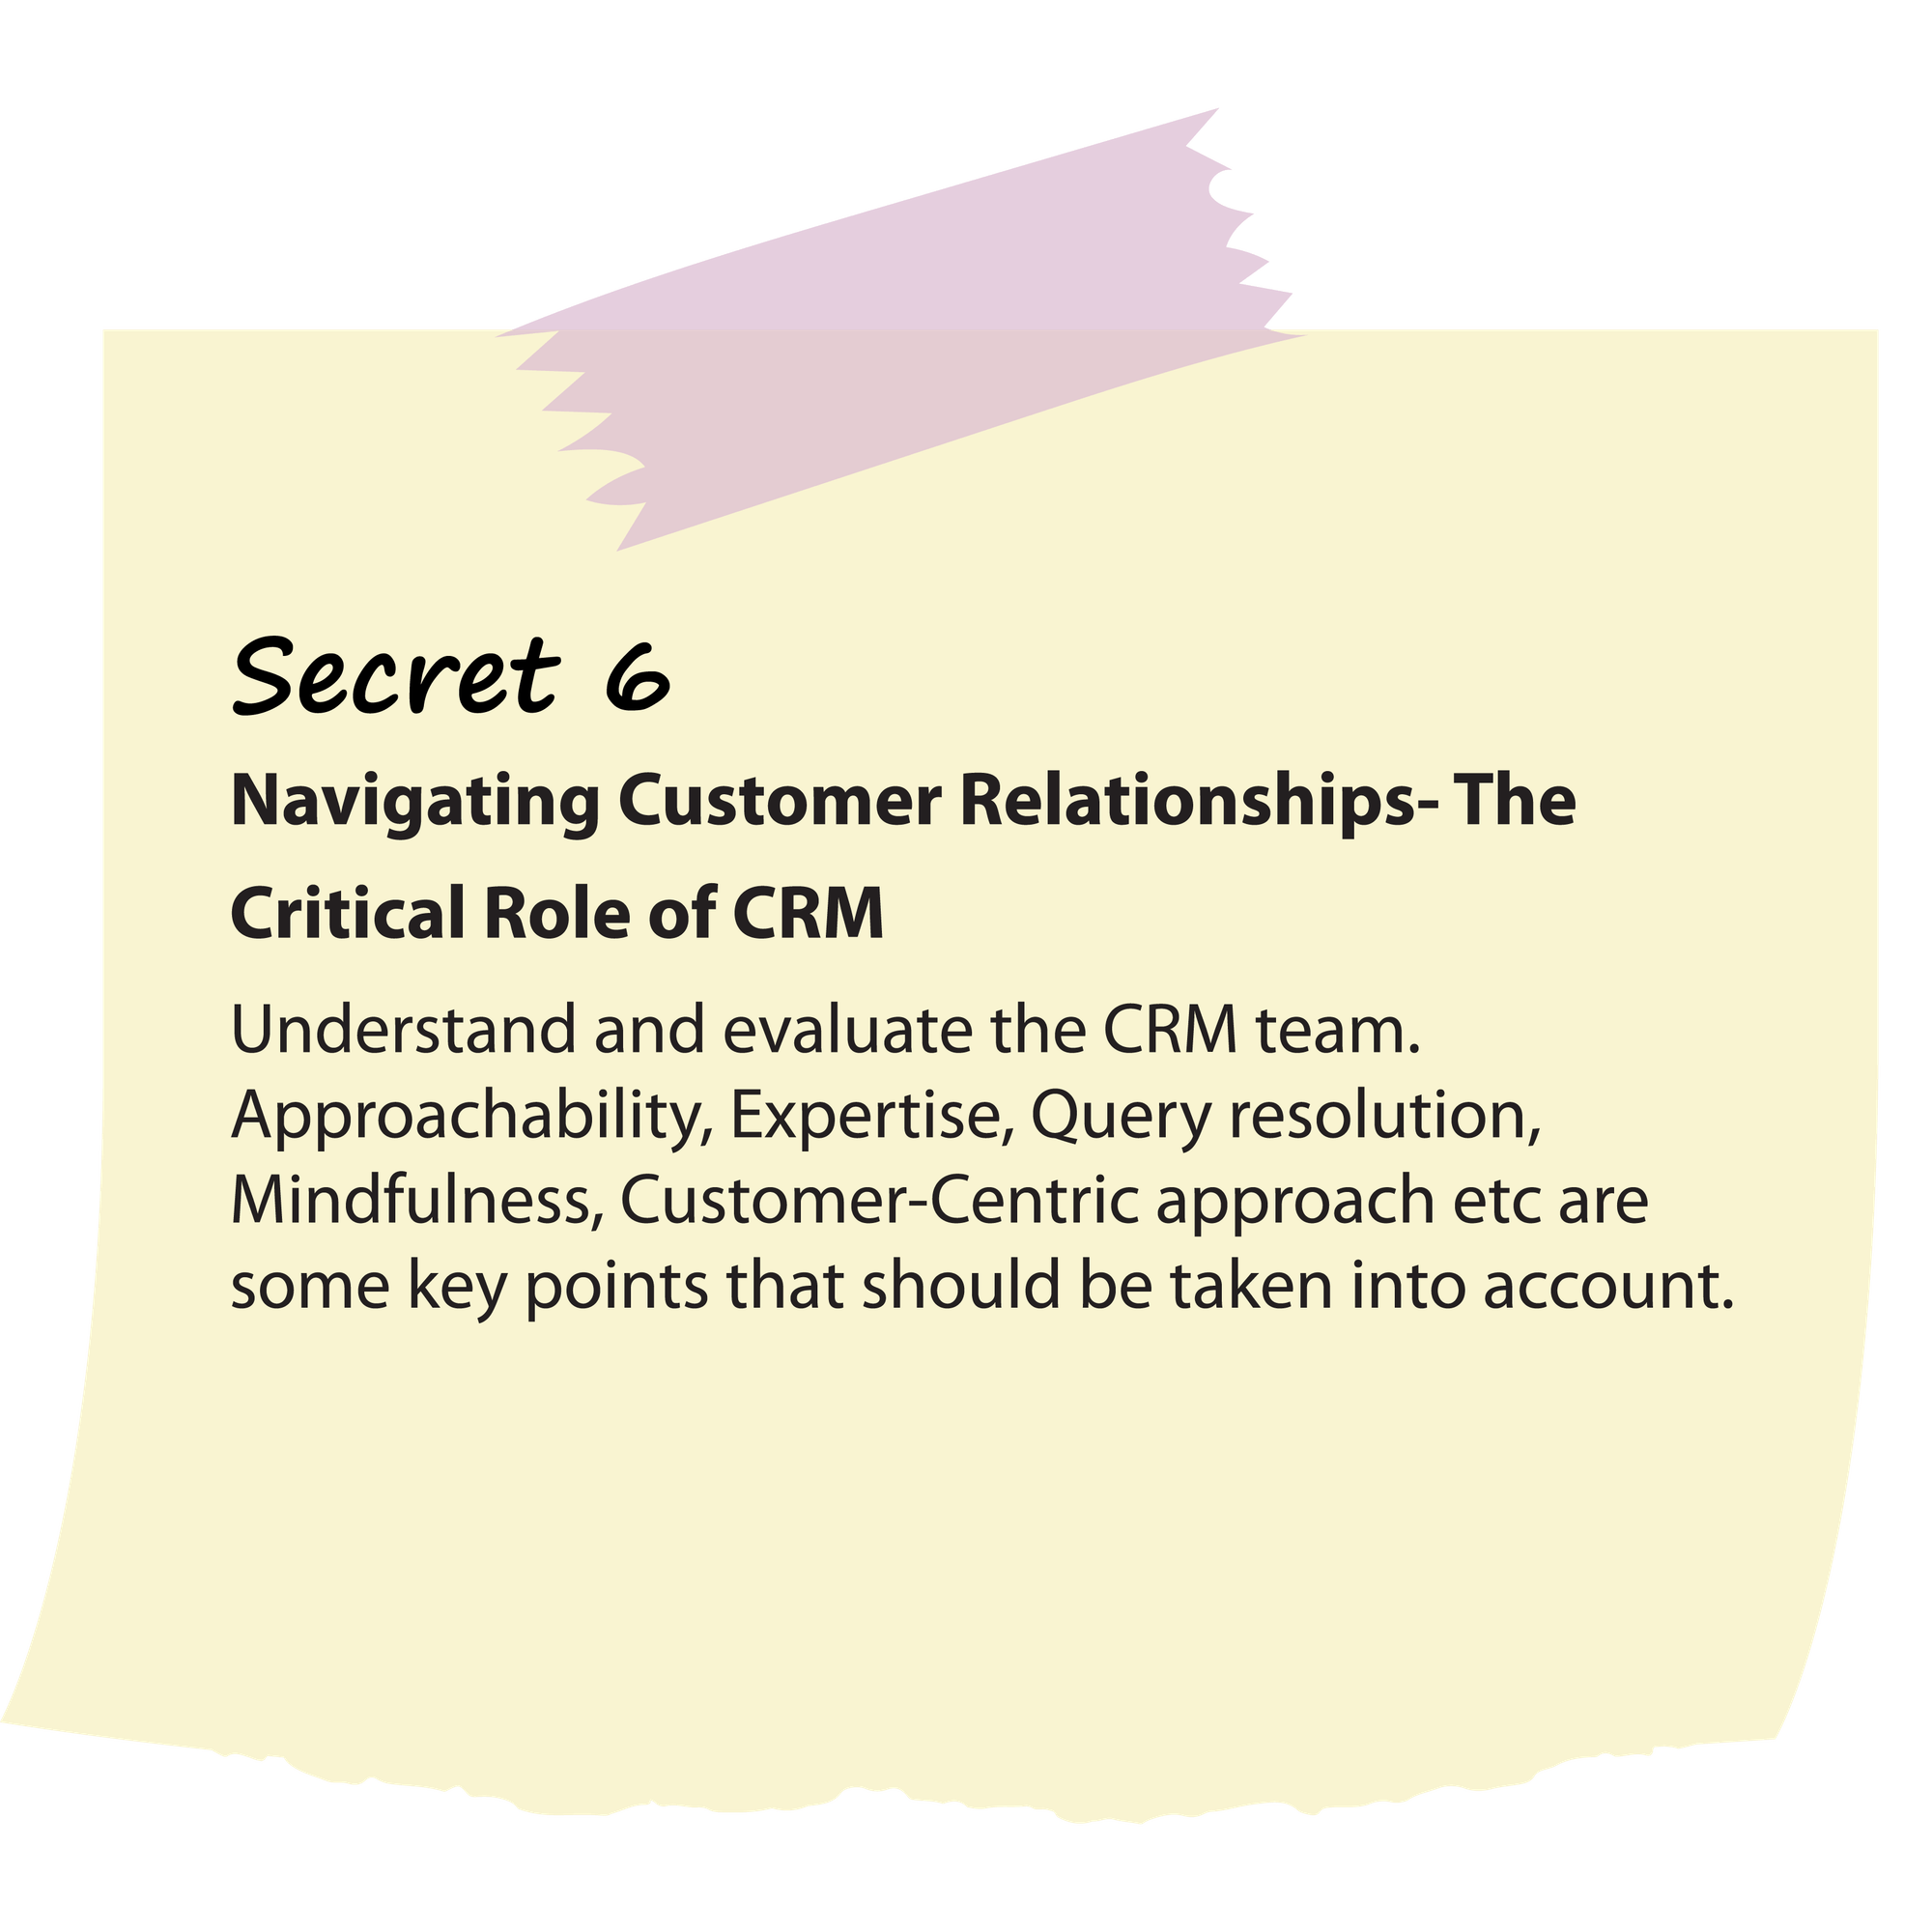 Secret 6
Navigating Customer Relationships- The
Critical Role of CRM
Understand and evaluate the CRM team.
Approachability, Expertise, Query resolution,
Mindfulness, Customer-Centric approach etc are
some key points that should be taken into account.